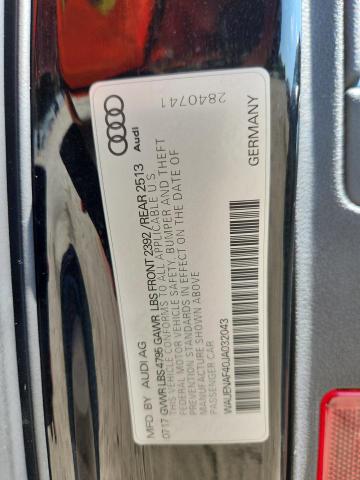 Audi
2840741
MFD BY AUDI AG
GERMANY
07 17 GVWR LBS 4795 GAWR LBS FRONT 2392 / REAR 2513
THIS VEHICLE CONFORMS TO ALL APPLICABLE U.S.
FEDERAL MOTOR VEHICLE SAFETY, BUMPER AND THEFT
PREVENTION STANDARDS IN EFFECT ON THE DATE OF
MANUFACTURE SHOWN ABOVE
PASSENGER CAR
WAUENAF40JA032043